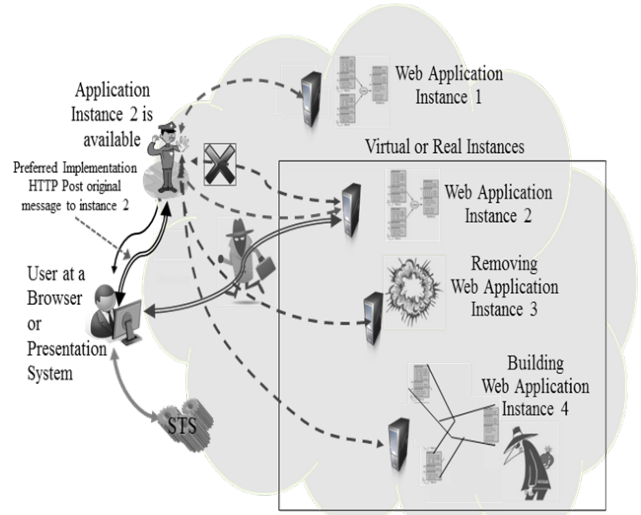 Application
Instance 2 is
available
Preferred Implementation
HTTP Post original
message to instance 2
User at a
Browser
or
Presentation
System
STS
Web Application
Instance 1
Virtual or Real Instances
Web Application
Instance 2
Removing
Web Application
Instance 3
Building
Web Application
Instance 4